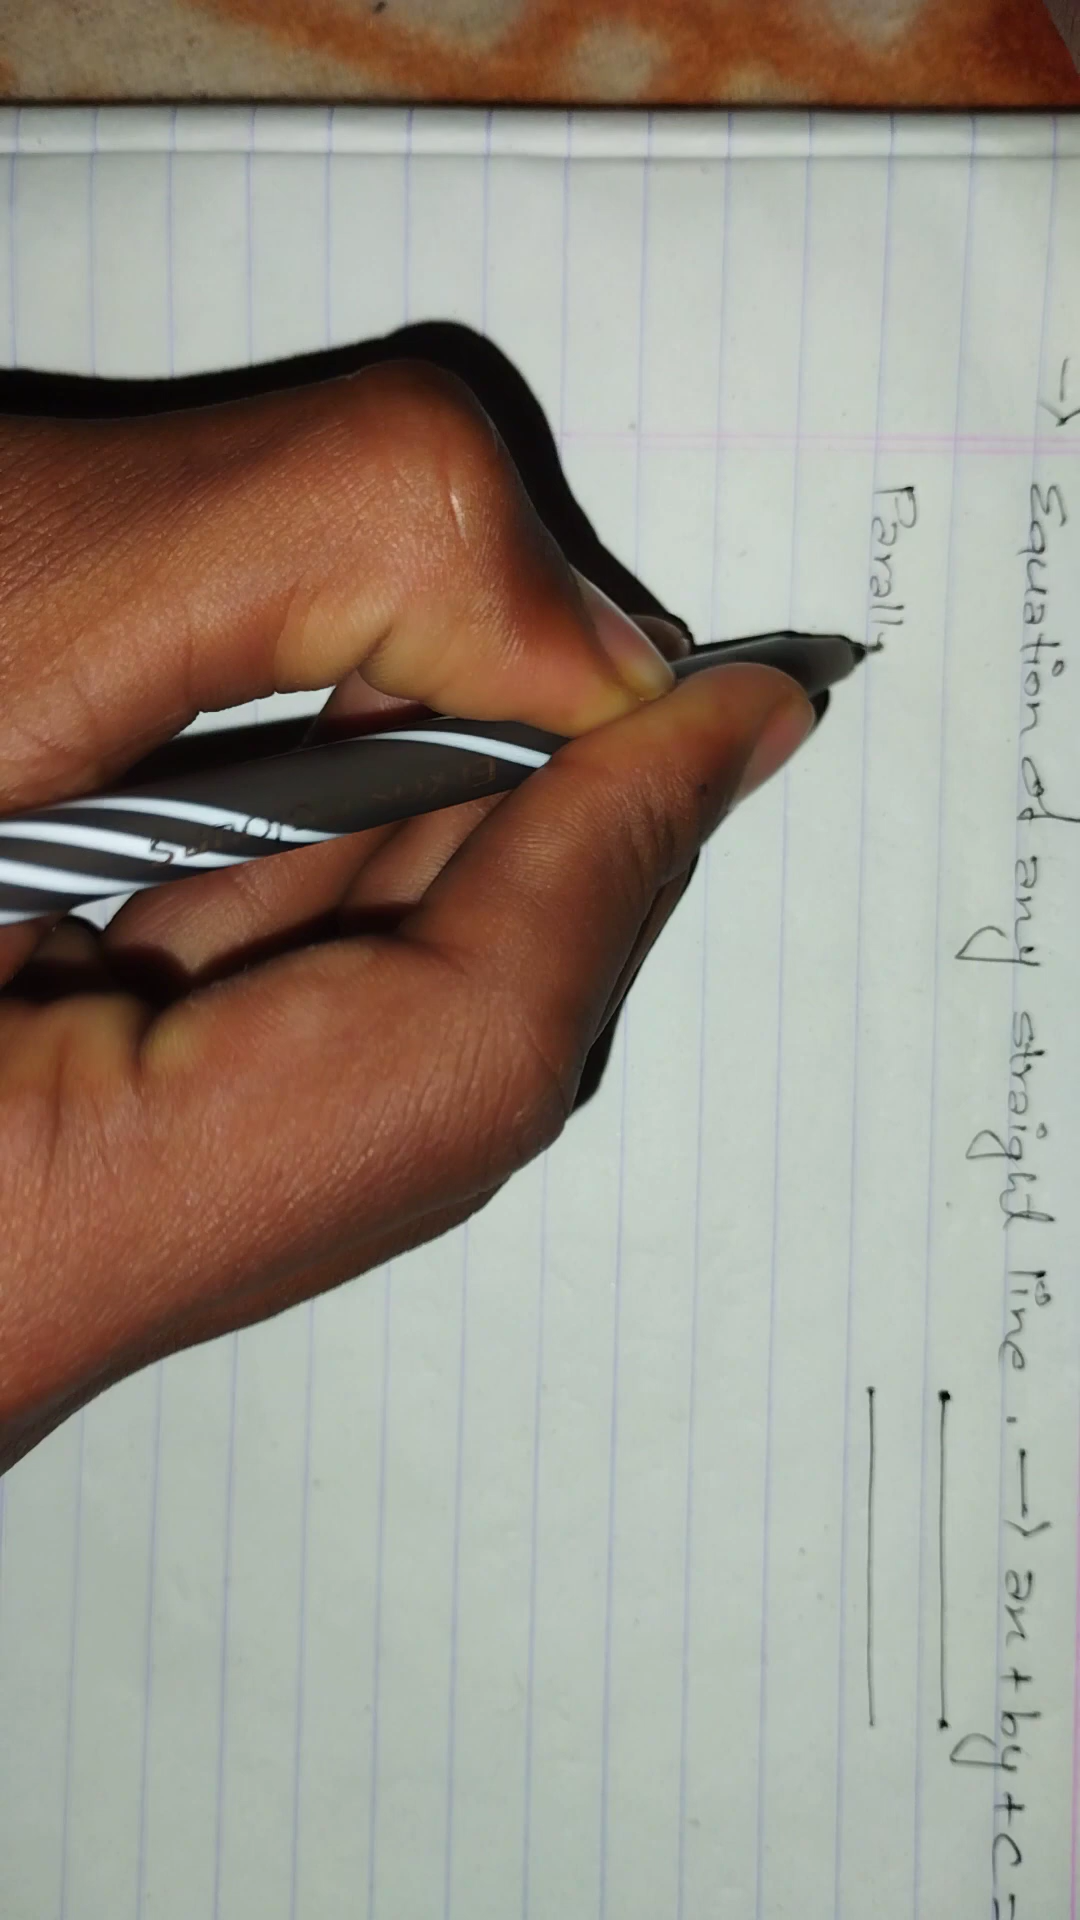 → Equation of any straight line. → ax + by + c =
Parall